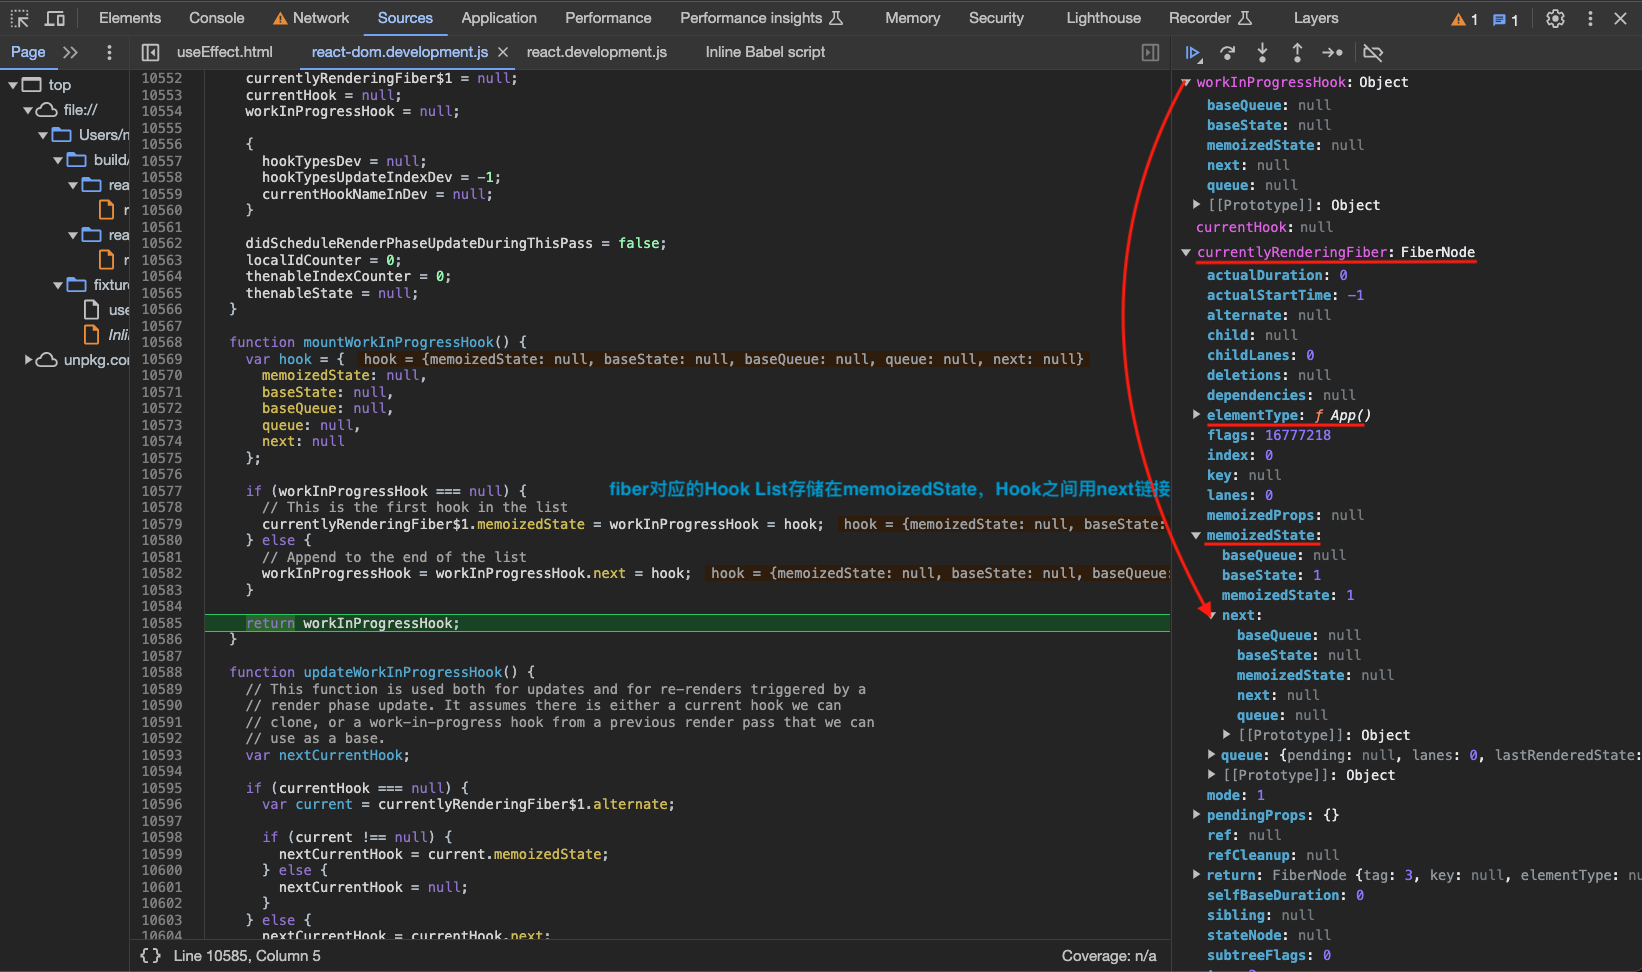 Elements Console Network Sources Application Performance Performance insights Memory Security Lighthouse Recorder Layers 1 1
Page useEffect.html react-dom.development.js react.development.js Inline Babel script
top
file://
Users/
build/
rea
rea
fixture
use
Inli
unpkg.co
10552 currentlyRenderingFiber$1 = null;
10553 currentHook = null;
10554 workInProgressHook = null;
10555
10556 {
10557 hookTypesDev = null;
10558 hookTypesUpdateIndexDev = -1;
10559 currentHookNameInDev = null;
10560 }
10561
10562 didScheduleRenderPhaseUpdateDuringThisPass = false;
10563 localIdCounter = 0;
10564 thenableIndexCounter = 0;
10565 thenableState = null;
10566 }
10567
10568 function mountWorkInProgressHook() {
10569 var hook = { hook = {memoizedState: null, baseState: null, baseQueue: null, queue: null, next: null}
10570 memoizedState: null,
10571 baseState: null,
10572 baseQueue: null,
10573 queue: null,
10574 next: null
10575 };
10576
10577 if (workInProgressHook === null) {
fiber对应的Hook List存储在memoizedState，Hook之间用next链接
10578 // This is the first hook in the list
10579 currentlyRenderingFiber$1.memoizedState = workInProgressHook = hook; hook = {memoizedState: null, baseState:
10580 } else {
10581 // Append to the end of the list
10582 workInProgressHook = workInProgressHook.next = hook; hook = {memoizedState: null, baseState: null, baseQueue:
10583 }
10584
10585 return workInProgressHook;
10586 }
10587
10588 function updateWorkInProgressHook() {
10589 // This function is used both for updates and for re-renders triggered by a
10590 // render phase update. It assumes there is either a current hook we can
10591 // clone, or a work-in-progress hook from a previous render pass that we can
10592 // use as a base.
10593 var nextCurrentHook;
10594
10595 if (currentHook === null) {
10596 var current = currentlyRenderingFiber$1.alternate;
10597
10598 if (current !== null) {
10599 nextCurrentHook = current.memoizedState;
10600 } else {
10601 nextCurrentHook = null;
10602 }
10603 } else {
10604 nextCurrentHook = currentHook.next;
{} Line 10585, Column 5 Coverage: n/a
workInProgressHook: Object
baseQueue: null
baseState: null
memoizedState: null
next: null
queue: null
[[Prototype]]: Object
currentHook: null
currentlyRenderingFiber: FiberNode
actualDuration: 0
actualStartTime: -1
alternate: null
child: null
childLanes: 0
deletions: null
dependencies: null
elementType: ƒ App()
flags: 16777218
index: 0
key: null
lanes: 0
memoizedProps: null
memoizedState:
baseQueue: null
baseState: 1
memoizedState: 1
next:
baseQueue: null
baseState: null
memoizedState: null
next: null
queue: null
[[Prototype]]: Object
queue: {pending: null, lanes: 0, lastRenderedState:
[[Prototype]]: Object
mode: 1
pendingProps: {}
ref: null
refCleanup: null
return: FiberNode {tag: 3, key: null, elementType: nu
selfBaseDuration: 0
sibling: null
stateNode: null
subtreeFlags: 0